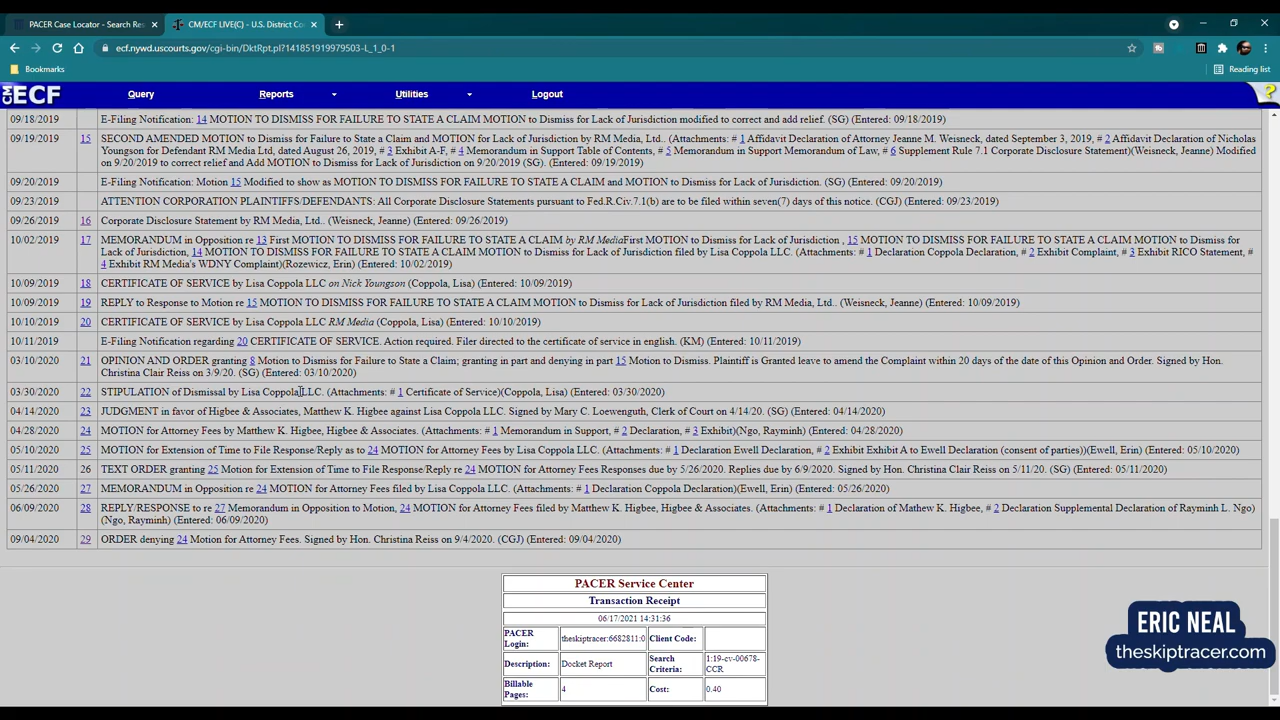 PACER Case Locator - Search Res
CM/ECF LIVE(C) - U.S. District Co
ecf.nywd.uscourts.gov/cgi-bin/DktRpt.pl?141851919979503-L_1_0-1
Bookmarks
Reading list
CM/ECF
Query
Reports
Utilities
Logout
?
09/18/2019 E-Filing Notification: 14 MOTION TO DISMISS FOR FAILURE TO STATE A CLAIM MOTION to Dismiss for Lack of Jurisdiction modified to correct and add relief. (SG) (Entered: 09/18/2019)
09/19/2019 15 SECOND AMENDED MOTION to Dismiss for Failure to State a Claim and MOTION for Lack of Jurisdiction by RM Media, Ltd.. (Attachments: # 1 Affidavit Declaration of Attorney Jeanne M. Weisneck, dated September 3, 2019, # 2 Affidavit Declaration of Nicholas
Youngson for Defendant RM Media Ltd, dated August 26, 2019, # 3 Exhibit A-F, # 4 Memorandum in Support Table of Contents, # 5 Memorandum in Support Memorandum of Law, # 6 Supplement Rule 7.1 Corporate Disclosure Statement)(Weisneck, Jeanne) Modified
on 9/20/2019 to correct relief and Add MOTION to Dismiss for Lack of Jurisdiction on 9/20/2019 (SG). (Entered: 09/19/2019)
09/20/2019 E-Filing Notification: Motion 15 Modified to show as MOTION TO DISMISS FOR FAILURE TO STATE A CLAIM and MOTION to Dismiss for Lack of Jurisdiction. (SG) (Entered: 09/20/2019)
09/23/2019 ATTENTION CORPORATION PLAINTIFFS/DEFENDANTS: All Corporate Disclosure Statements pursuant to Fed.R.Civ.7.1(b) are to be filed within seven(7) days of this notice. (CGJ) (Entered: 09/23/2019)
09/26/2019 16 Corporate Disclosure Statement by RM Media, Ltd.. (Weisneck, Jeanne) (Entered: 09/26/2019)
10/02/2019 17 MEMORANDUM in Opposition re 13 First MOTION TO DISMISS FOR FAILURE TO STATE A CLAIM by RM MediaFirst MOTION to Dismiss for Lack of Jurisdiction , 15 MOTION TO DISMISS FOR FAILURE TO STATE A CLAIM MOTION to Dismiss for
Lack of Jurisdiction, 14 MOTION TO DISMISS FOR FAILURE TO STATE A CLAIM MOTION to Dismiss for Lack of Jurisdiction filed by Lisa Coppola LLC. (Attachments: # 1 Declaration Coppola Declaration, # 2 Exhibit Complaint, # 3 Exhibit RICO Statement, #
4 Exhibit RM Media's WDNY Complaint)(Rozewicz, Erin) (Entered: 10/02/2019)
10/09/2019 18 CERTIFICATE OF SERVICE by Lisa Coppola LLC on Nick Youngson (Coppola, Lisa) (Entered: 10/09/2019)
10/09/2019 19 REPLY to Response to Motion re 15 MOTION TO DISMISS FOR FAILURE TO STATE A CLAIM MOTION to Dismiss for Lack of Jurisdiction filed by RM Media, Ltd.. (Weisneck, Jeanne) (Entered: 10/09/2019)
10/10/2019 20 CERTIFICATE OF SERVICE by Lisa Coppola LLC RM Media (Coppola, Lisa) (Entered: 10/10/2019)
10/11/2019 E-Filing Notification regarding 20 CERTIFICATE OF SERVICE. Action required. Filer directed to the certificate of service in english. (KM) (Entered: 10/11/2019)
03/10/2020 21 OPINION AND ORDER granting 8 Motion to Dismiss for Failure to State a Claim; granting in part and denying in part 15 Motion to Dismiss. Plaintiff is Granted leave to amend the Complaint within 20 days of the date of this Opinion and Order. Signed by Hon.
Christina Clair Reiss on 3/9/20. (SG) (Entered: 03/10/2020)
03/30/2020 22 STIPULATION of Dismissal by Lisa Coppola LLC. (Attachments: # 1 Certificate of Service)(Coppola, Lisa) (Entered: 03/30/2020)
04/14/2020 23 JUDGMENT in favor of Higbee & Associates, Matthew K. Higbee against Lisa Coppola LLC. Signed by Mary C. Loewenguth, Clerk of Court on 4/14/20. (SG) (Entered: 04/14/2020)
04/28/2020 24 MOTION for Attorney Fees by Matthew K. Higbee, Higbee & Associates. (Attachments: # 1 Memorandum in Support, # 2 Declaration, # 3 Exhibit)(Ngo, Rayminh) (Entered: 04/28/2020)
05/10/2020 25 MOTION for Extension of Time to File Response/Reply as to 24 MOTION for Attorney Fees by Lisa Coppola LLC. (Attachments: # 1 Declaration Ewell Declaration, # 2 Exhibit Exhibit A to Ewell Declaration (consent of parties))(Ewell, Erin) (Entered: 05/10/2020)
05/11/2020 26 TEXT ORDER granting 25 Motion for Extension of Time to File Response/Reply re 24 MOTION for Attorney Fees Responses due by 5/26/2020. Replies due by 6/9/2020. Signed by Hon. Christina Clair Reiss on 5/11/20. (SG) (Entered: 05/11/2020)
05/26/2020 27 MEMORANDUM in Opposition re 24 MOTION for Attorney Fees filed by Lisa Coppola LLC. (Attachments: # 1 Declaration Coppola Declaration)(Ewell, Erin) (Entered: 05/26/2020)
06/09/2020 28 REPLY/RESPONSE to re 27 Memorandum in Opposition to Motion, 24 MOTION for Attorney Fees filed by Matthew K. Higbee, Higbee & Associates. (Attachments: # 1 Declaration of Mathew K. Higbee, # 2 Declaration Supplemental Declaration of Rayminh L. Ngo)
(Ngo, Rayminh) (Entered: 06/09/2020)
09/04/2020 29 ORDER denying 24 Motion for Attorney Fees. Signed by Hon. Christina Reiss on 9/4/2020. (CGJ) (Entered: 09/04/2020)
PACER Service Center
Transaction Receipt
06/17/2021 14:31:36
PACER Login: theskiptracer:6682811:0 Client Code:
Description: Docket Report Search Criteria: 1:19-cv-00678-CCR
Billable Pages: 4 Cost: 0.40
ERIC NEAL
theskiptracer.com